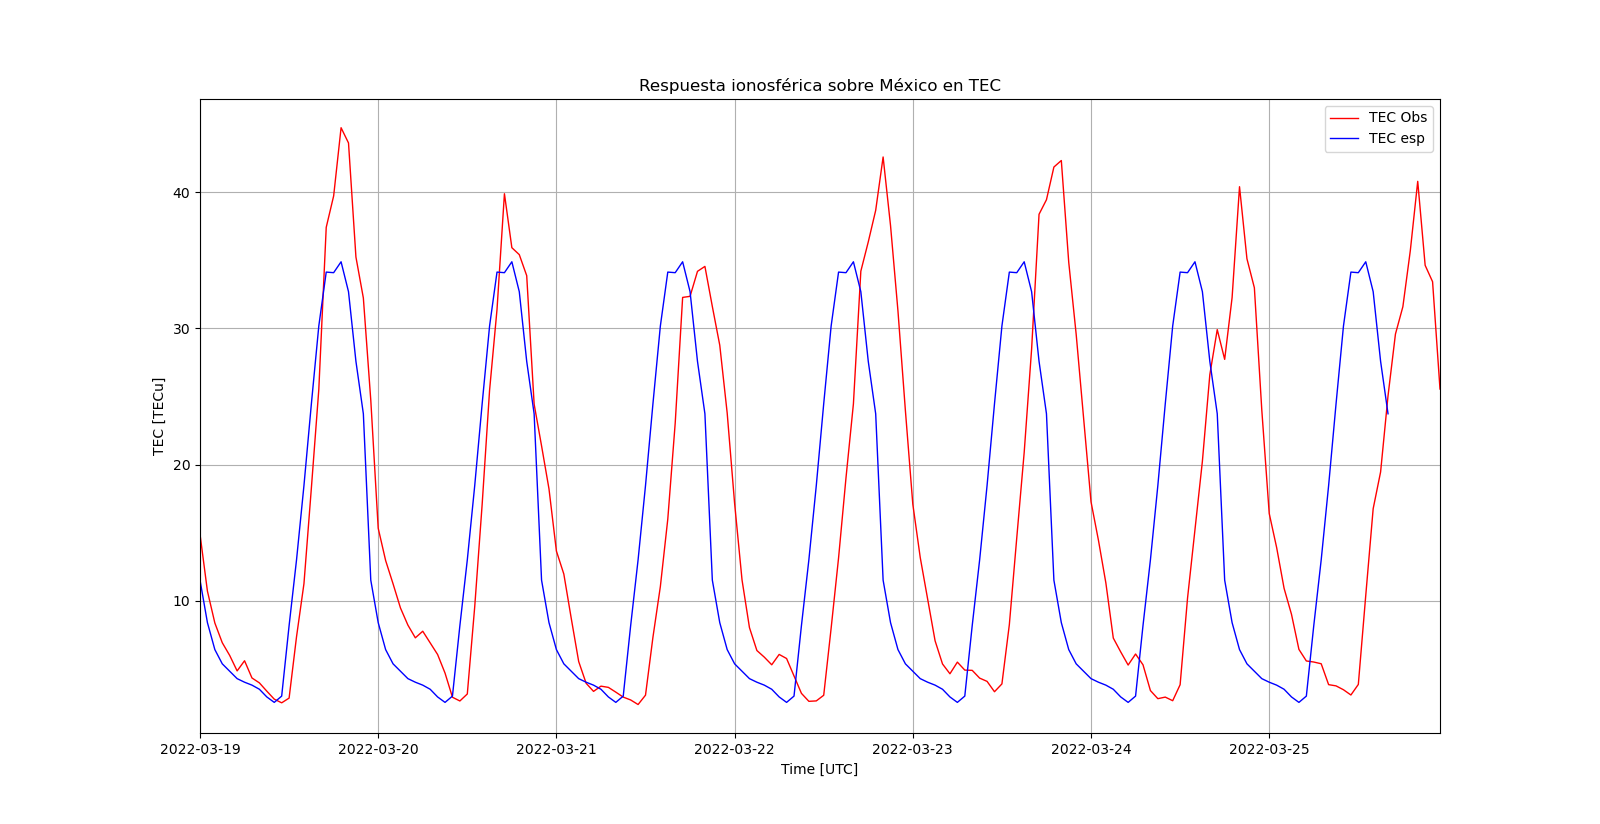 Respuesta ionosférica sobre México en TEC
TEC Obs
TEC esp
TEC [TECu]
40
30
20
10
2022-03-19
2022-03-20
2022-03-21
2022-03-22
2022-03-23
2022-03-24
2022-03-25
Time [UTC]